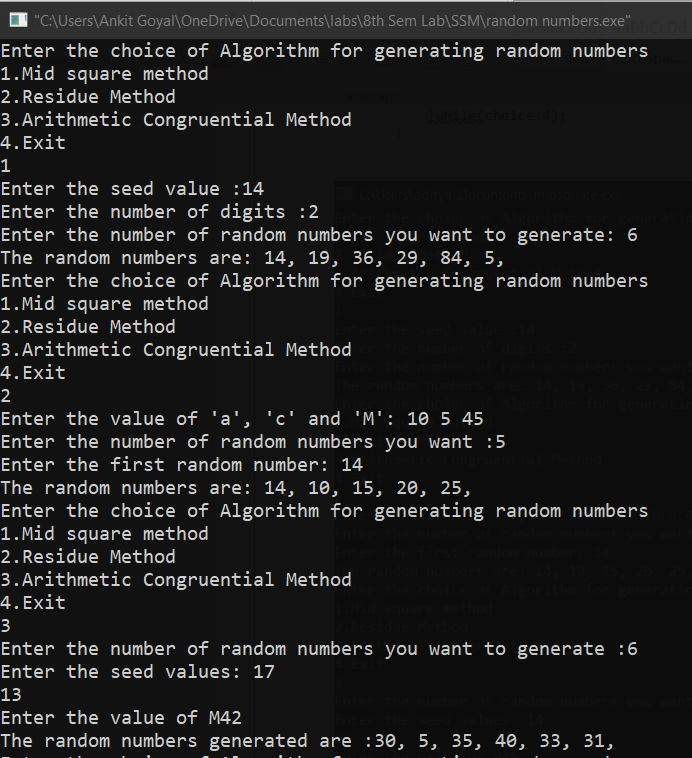 "C:\Users\Ankit Goyal\OneDrive\Documents\labs\8th Sem Lab\SSM\random numbers.exe"
Enter the choice of Algorithm for generating random numbers
1.Mid square method
2.Residue Method
3.Arithmetic Congruential Method
4.Exit
1
Enter the seed value :14
Enter the number of digits :2
Enter the number of random numbers you want to generate: 6
The random numbers are: 14, 19, 36, 29, 84, 5,
Enter the choice of Algorithm for generating random numbers
1.Mid square method
2.Residue Method
3.Arithmetic Congruential Method
4.Exit
2
Enter the value of 'a', 'c' and 'M': 10 5 45
Enter the number of random numbers you want :5
Enter the first random number: 14
The random numbers are: 14, 10, 15, 20, 25,
Enter the choice of Algorithm for generating random numbers
1.Mid square method
2.Residue Method
3.Arithmetic Congruential Method
4.Exit
3
Enter the number of random numbers you want to generate :6
Enter the seed values: 17
13
Enter the value of M42
The random numbers generated are :30, 5, 35, 40, 33, 31,